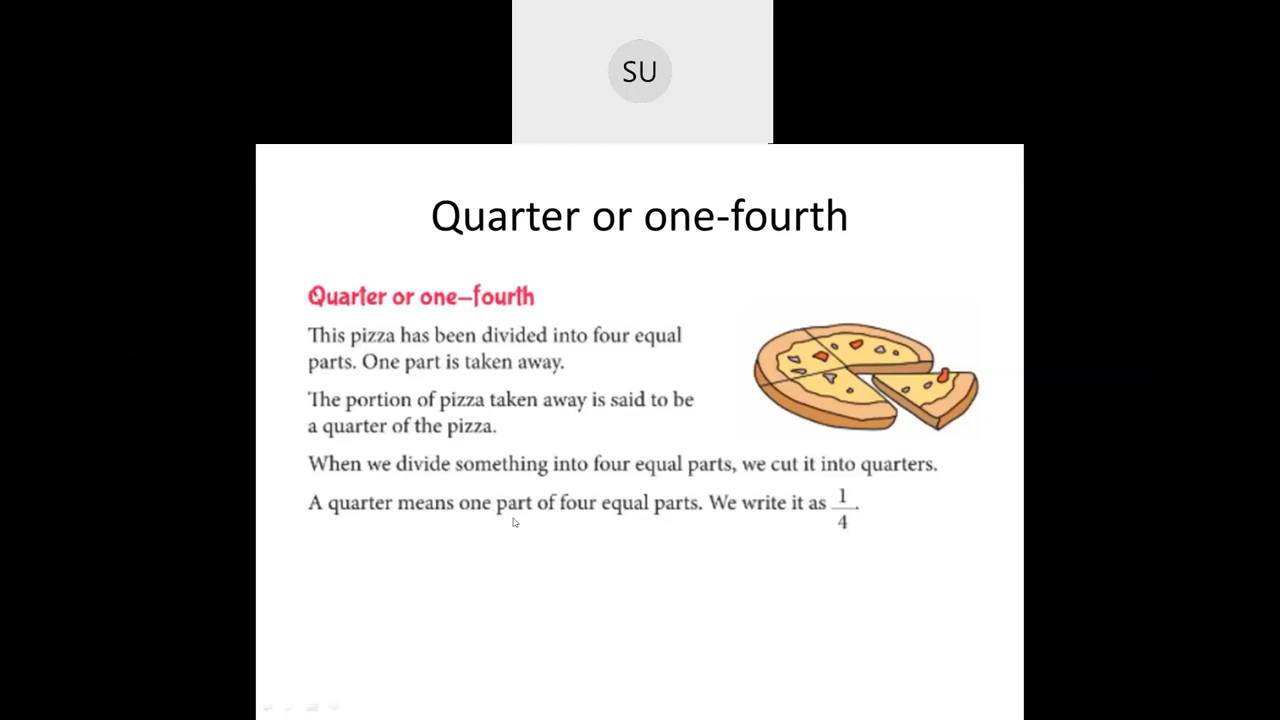 SU
Quarter or one-fourth
Quarter or one–fourth
This pizza has been divided into four equal
parts. One part is taken away.
The portion of pizza taken away is said to be
a quarter of the pizza.
When we divide something into four equal parts, we cut it into quarters.
A quarter means one part of four equal parts. We write it as 1/4.